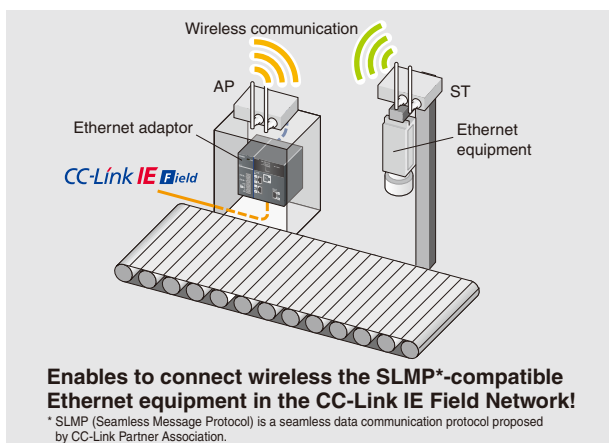 Wireless communication
AP
ST
Ethernet adaptor
Ethernet
equipment
CC-Link IE Field
Enables to connect wireless the SLMP*-compatible
Ethernet equipment in the CC-Link IE Field Network!
* SLMP (Seamless Message Protocol) is a seamless data communication protocol proposed
by CC-Link Partner Association.